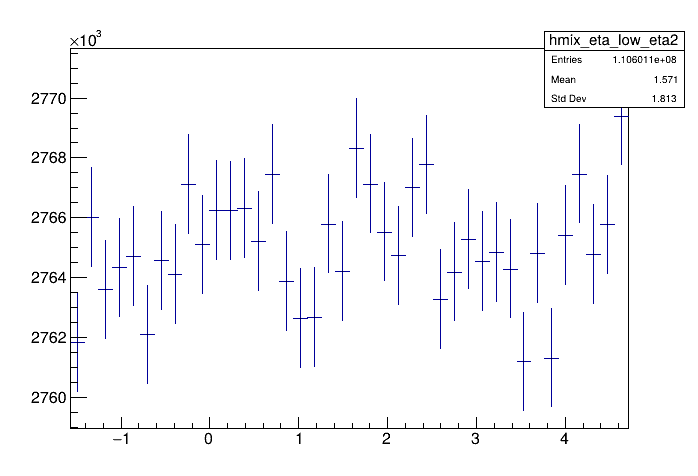 ×10³
hmix_eta_low_eta2
Entries 1.106011e+08
Mean 1.571
Std Dev 1.813
2770
2768
2766
2764
2762
2760
−1 0 1 2 3 4